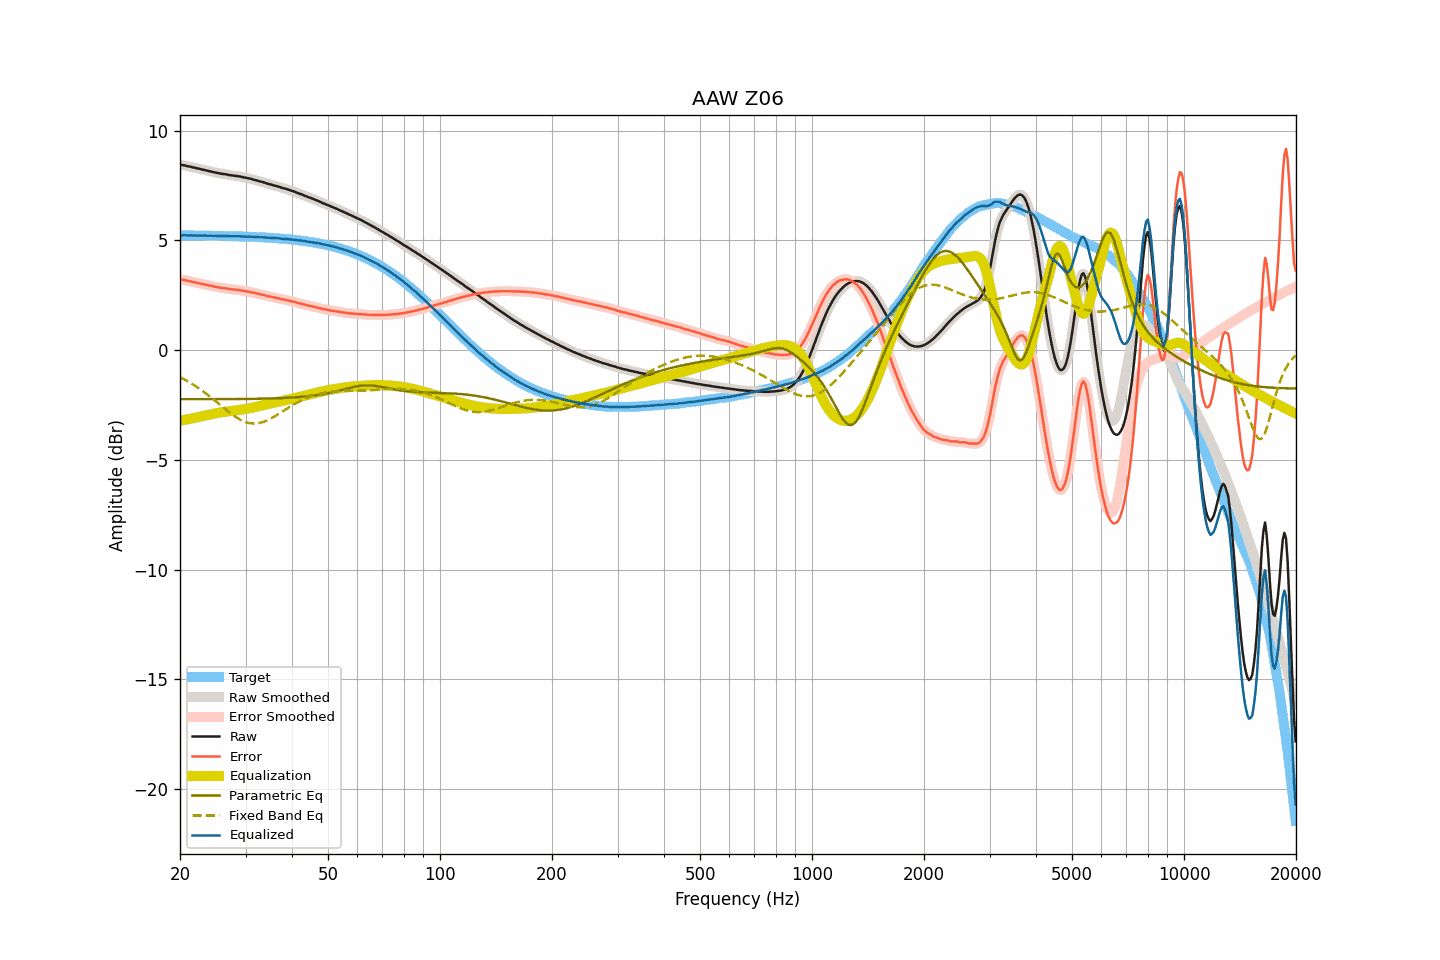 AAW Z06
10
5
0
−5
−10
−15
−20
Amplitude (dBr)
Target
Raw Smoothed
Error Smoothed
Raw
Error
Equalization
Parametric Eq
Fixed Band Eq
Equalized
20 50 100 200 500 1000 2000 5000 10000 20000
Frequency (Hz)